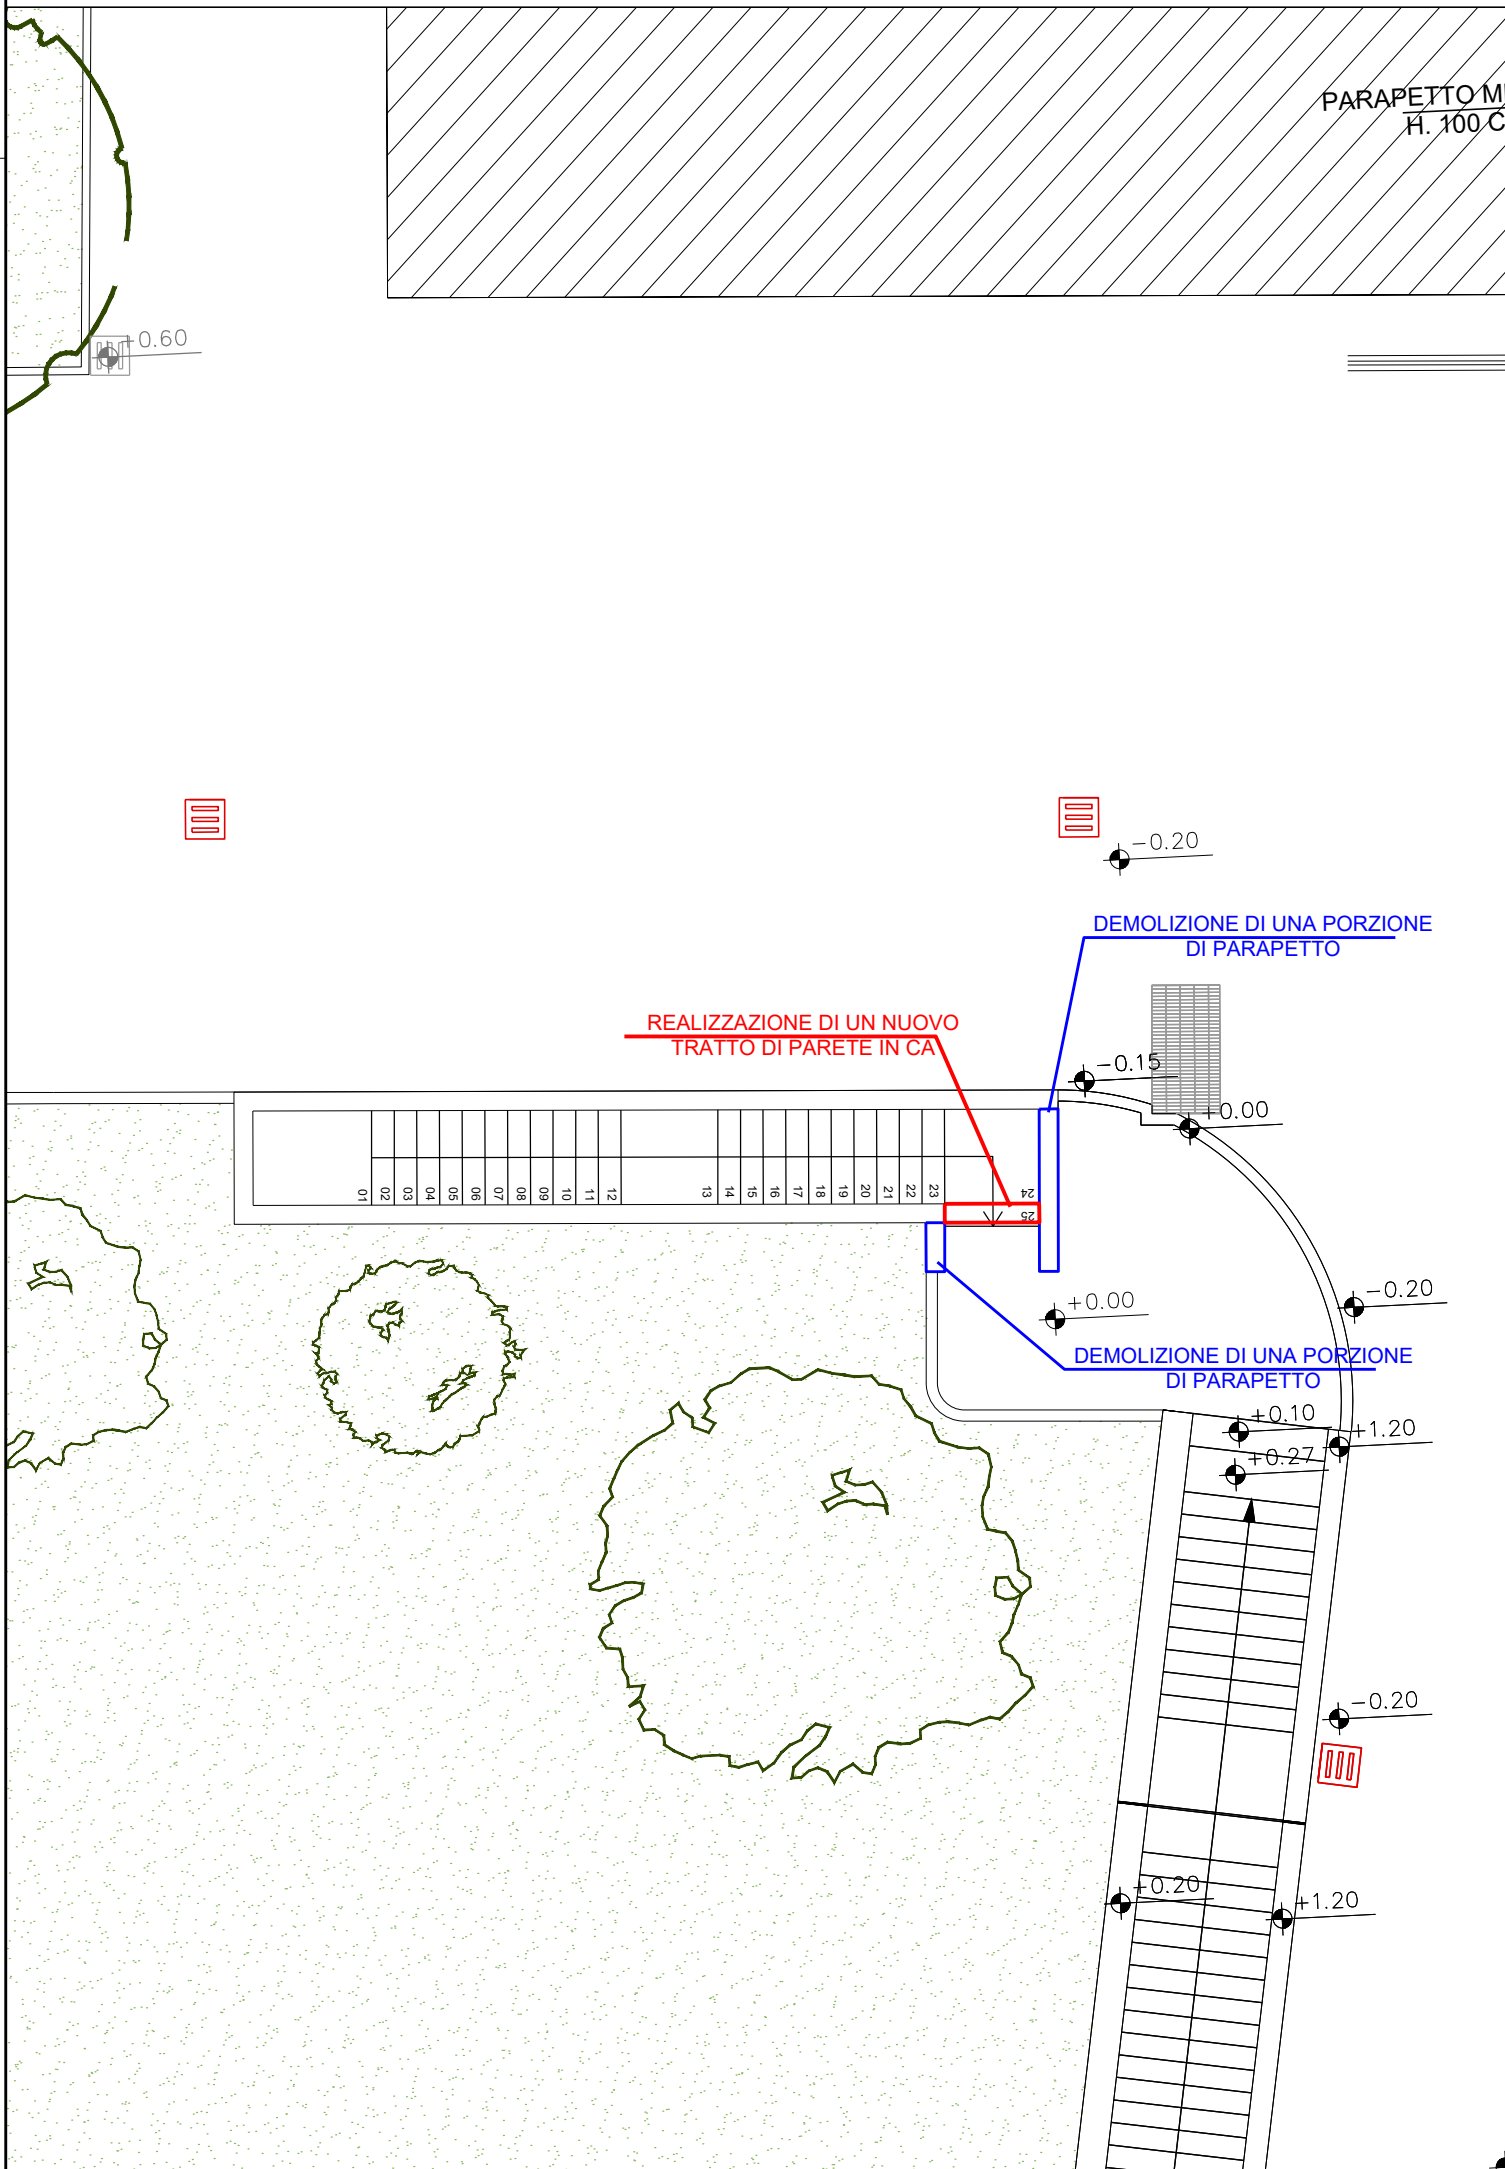 PARAPETTO M
H. 100 C
+0.60
-0.20
DEMOLIZIONE DI UNA PORZIONE
DI PARAPETTO
REALIZZAZIONE DI UN NUOVO
TRATTO DI PARETE IN CA
-0.15
+0.00
01 02 03 04 05 06 07 08 09 10 11 12 13 14 15 16 17 18 19 20 21 22 23
24
25
+0.00
-0.20
DEMOLIZIONE DI UNA PORZIONE
DI PARAPETTO
+0.10
+1.20
+0.27
-0.20
+0.20
+1.20